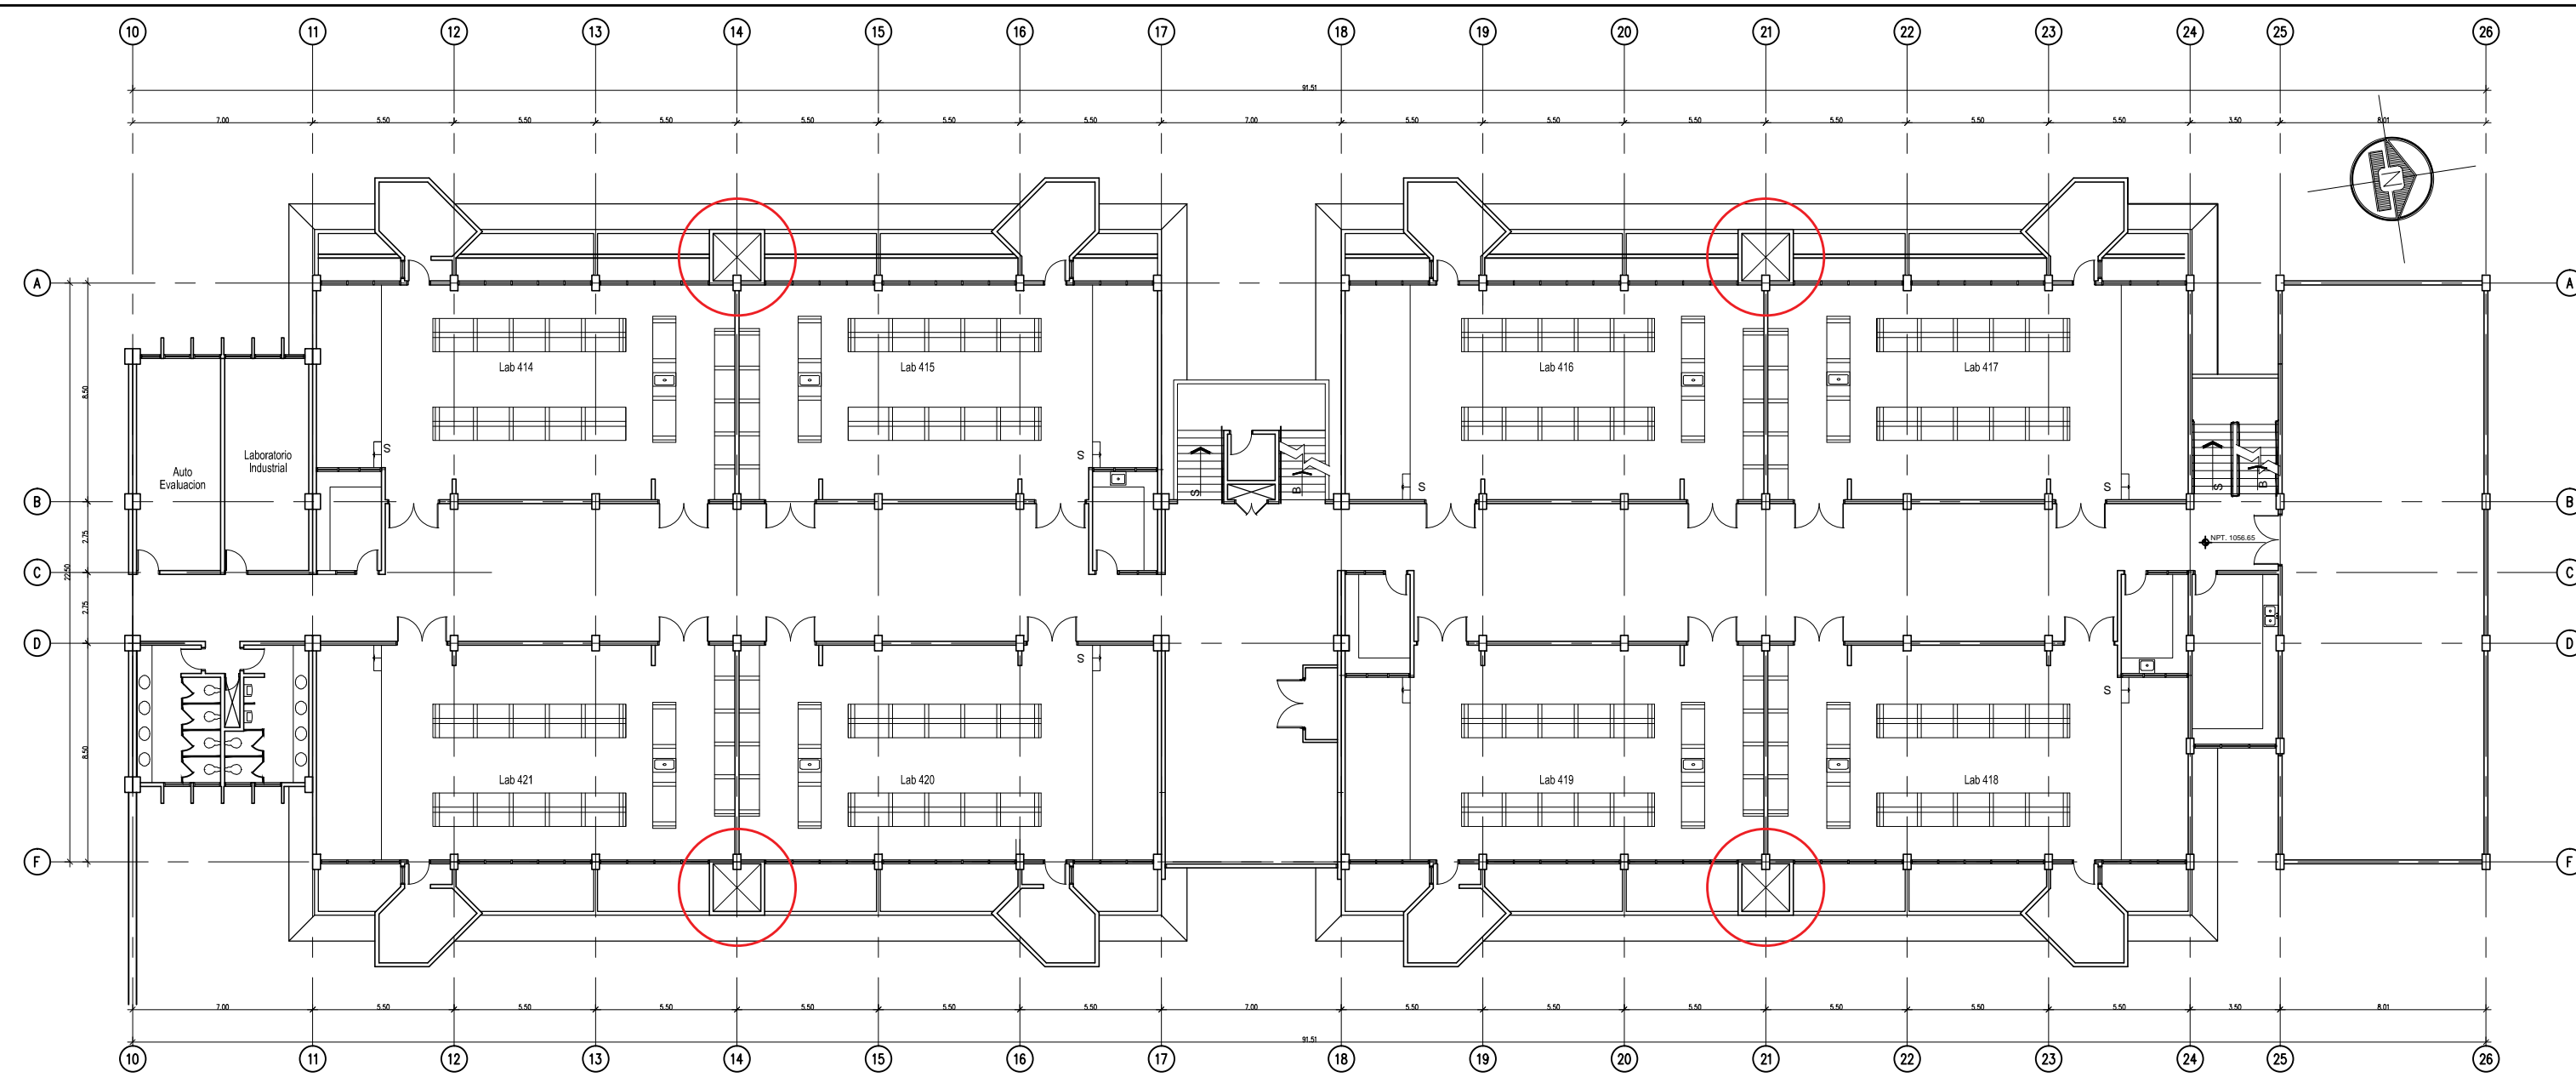 10 11 12 13 14 15 16 17 18 19 20 21 22 23 24 25 26
91.51
7.00 5.50 5.50 5.50 5.50 5.50 5.50 7.00 5.50 5.50 5.50 5.50 5.50 5.50 3.50 8.01
N
A A
Lab 414 Lab 415 Lab 416 Lab 417
8.50
S S
Laboratorio
Industrial
Auto
Evaluacion
S S
S B S B
B B
2.75
NPT. 1056.65
C C
22.50
2.75
D D
S S
8.50
Lab 421 Lab 420 Lab 419 Lab 418
F F
7.00 5.50 5.50 5.50 5.50 5.50 5.50 7.00 5.50 5.50 5.50 5.50 5.50 5.50 3.50 8.01
91.51
10 11 12 13 14 15 16 17 18 19 20 21 22 23 24 25 26